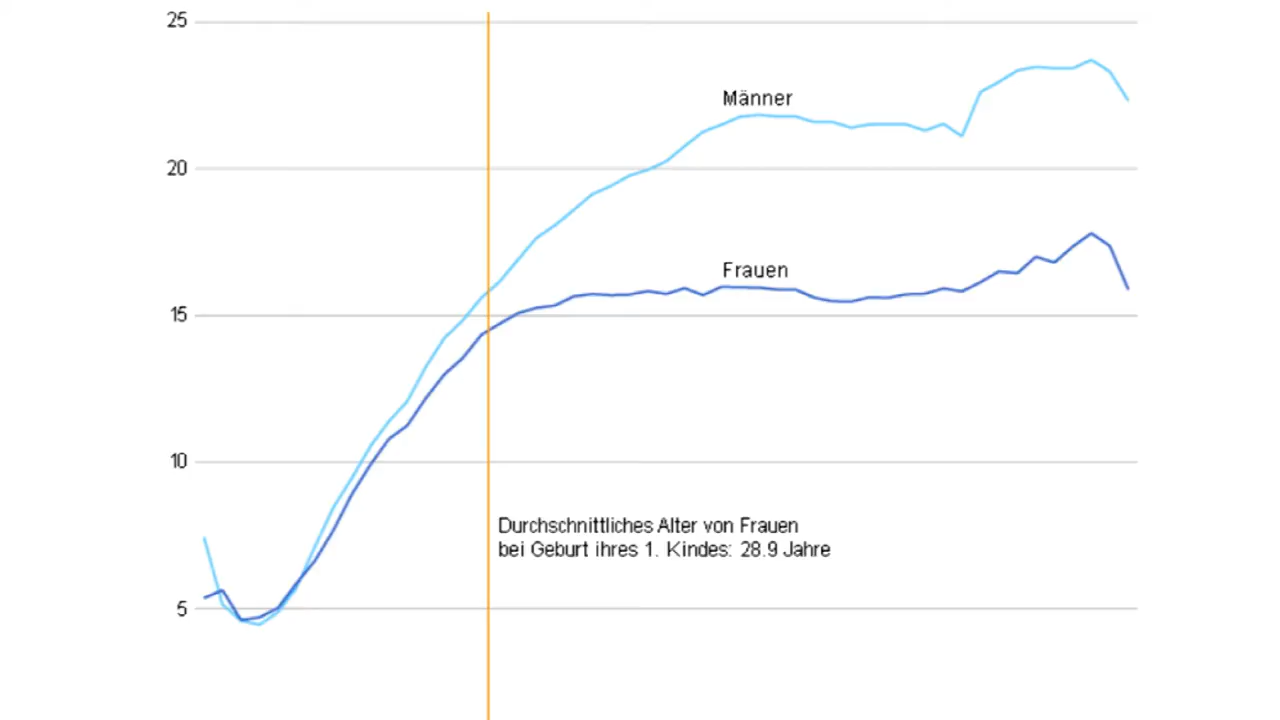 25
Männer
20
Frauen
15
10
Durchschnittliches Alter von Frauen
bei Geburt ihres 1. Kindes: 28.9 Jahre
5